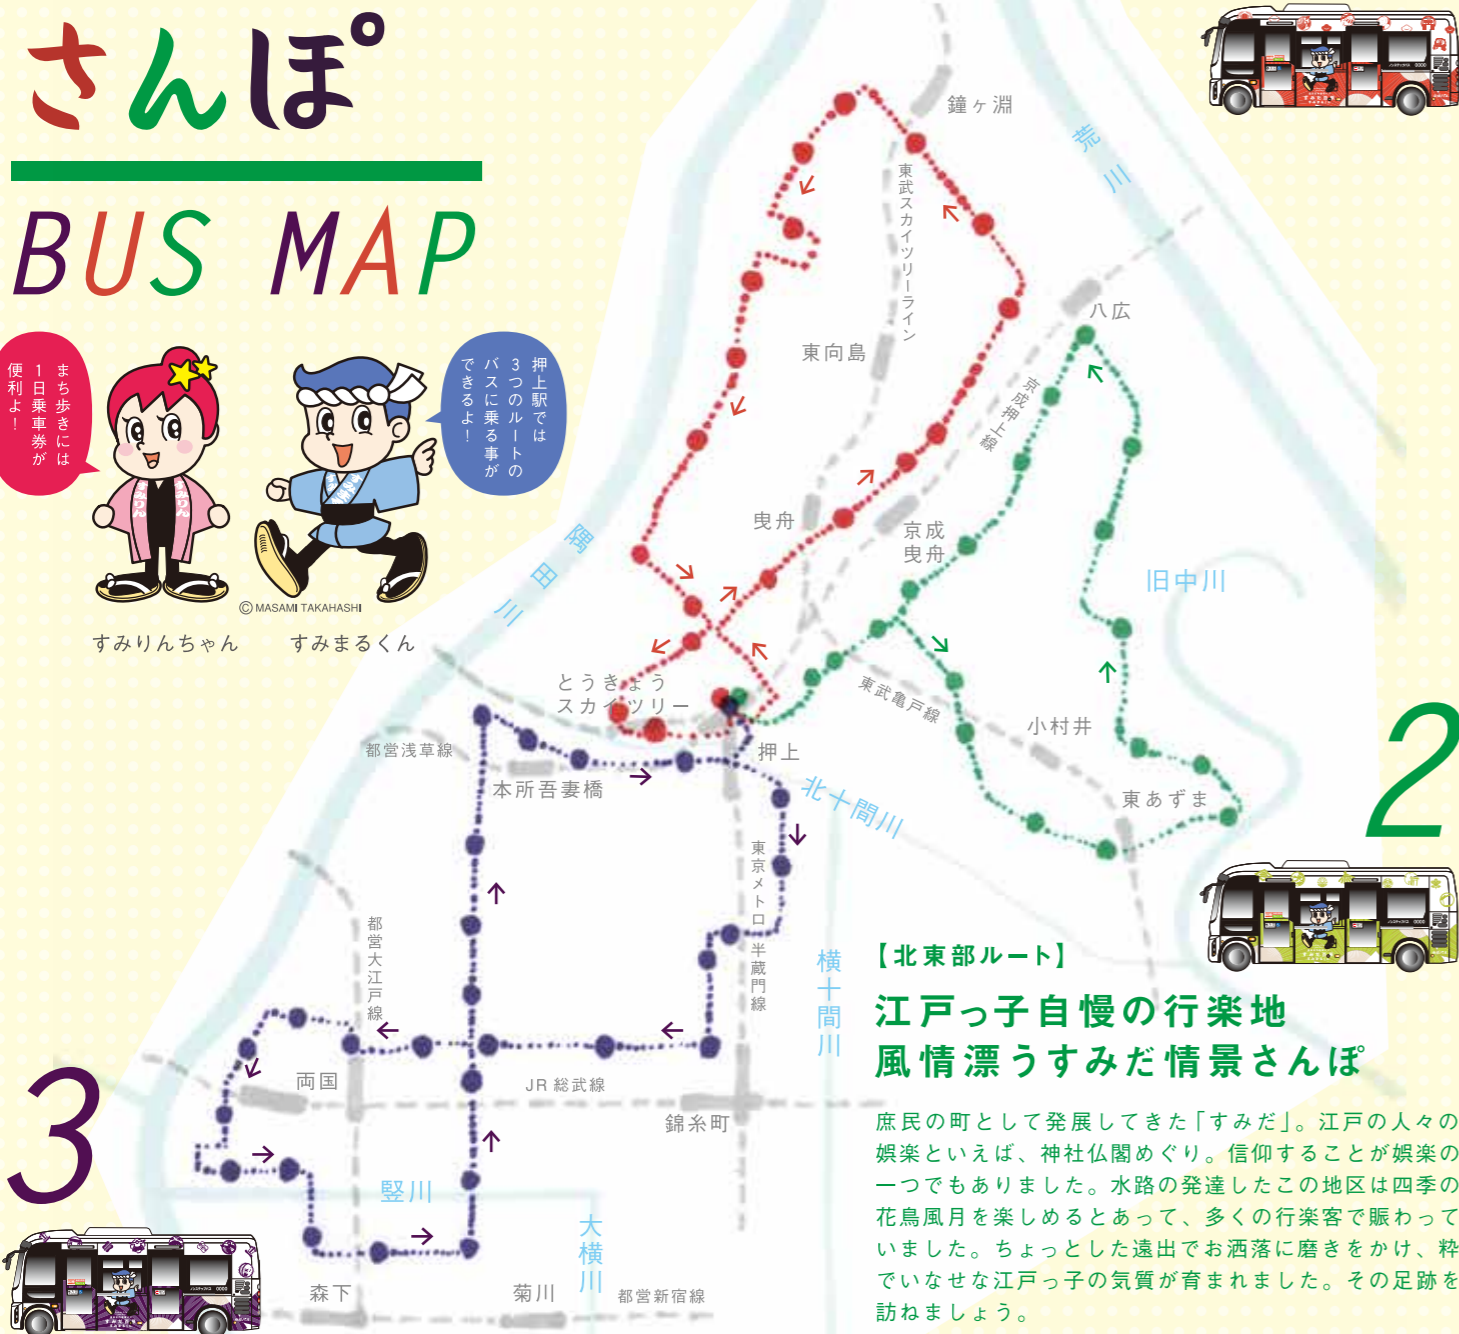 さんぽ
BUS MAP
まち歩きには
1日乗車券が
便利よ!
押上駅では
3つのルートの
バスに乗る事が
できるよ!
© MASAMI TAKAHASHI
すみりんちゃん
すみまるくん
鐘ヶ淵
荒川
東武スカイツリーライン
八広
東向島
京成押上線
曳舟
京成
曳舟
隅田川
旧中川
とうきょう
スカイツリー
東武亀戸線
小村井
都営浅草線
押上
本所吾妻橋
北十間川
東あずま
2
東京メトロ半蔵門線
都営大江戸線
横十間川
両国
JR 総武線
錦糸町
3
竪川
大横川
森下
菊川
都営新宿線
【北東部ルート】
江戸っ子自慢の行楽地
風情漂うすみだ情景さんぽ
庶民の町として発展してきた「すみだ」。江戸の人々の
娯楽といえば、神社仏閣めぐり。信仰することが娯楽の
一つでもありました。水路の発達したこの地区は四季の
花鳥風月を楽しめるとあって、多くの行楽客で賑わって
いました。ちょっとした遠出でお洒落に磨きをかけ、粋
でいなせな江戸っ子の気質が育まれました。その足跡を
訪ねましょう。